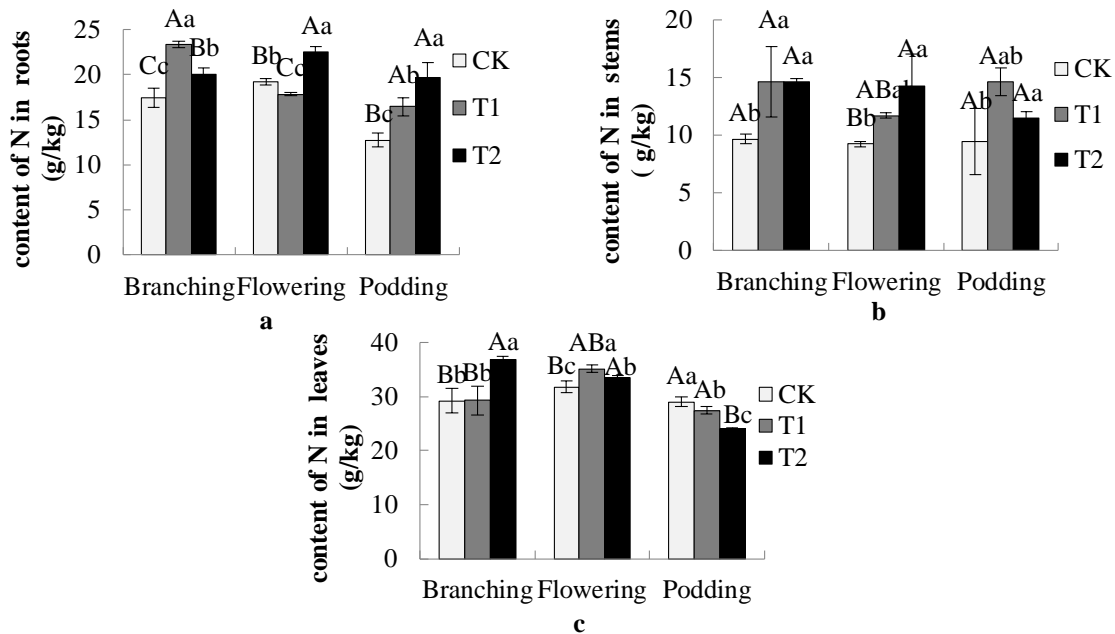 25
20
15
10
5
0
content of N in roots
(g/kg)
Cc Aa Bb Bb Cc Aa Bc Ab Aa
CK
T1
T2
Branching Flowering Podding
a
20
15
10
5
0
content of N in stems
( g/kg)
Ab Aa Aa Bb ABab Aa Ab Aab Aa
CK
T1
T2
Branching Flowering Podding
b
40
30
20
10
0
content of N in leaves
(g/kg)
Bb Bb Aa Bc ABa Ab Aa Ab Bc
CK
T1
T2
Branching Flowering Podding
c